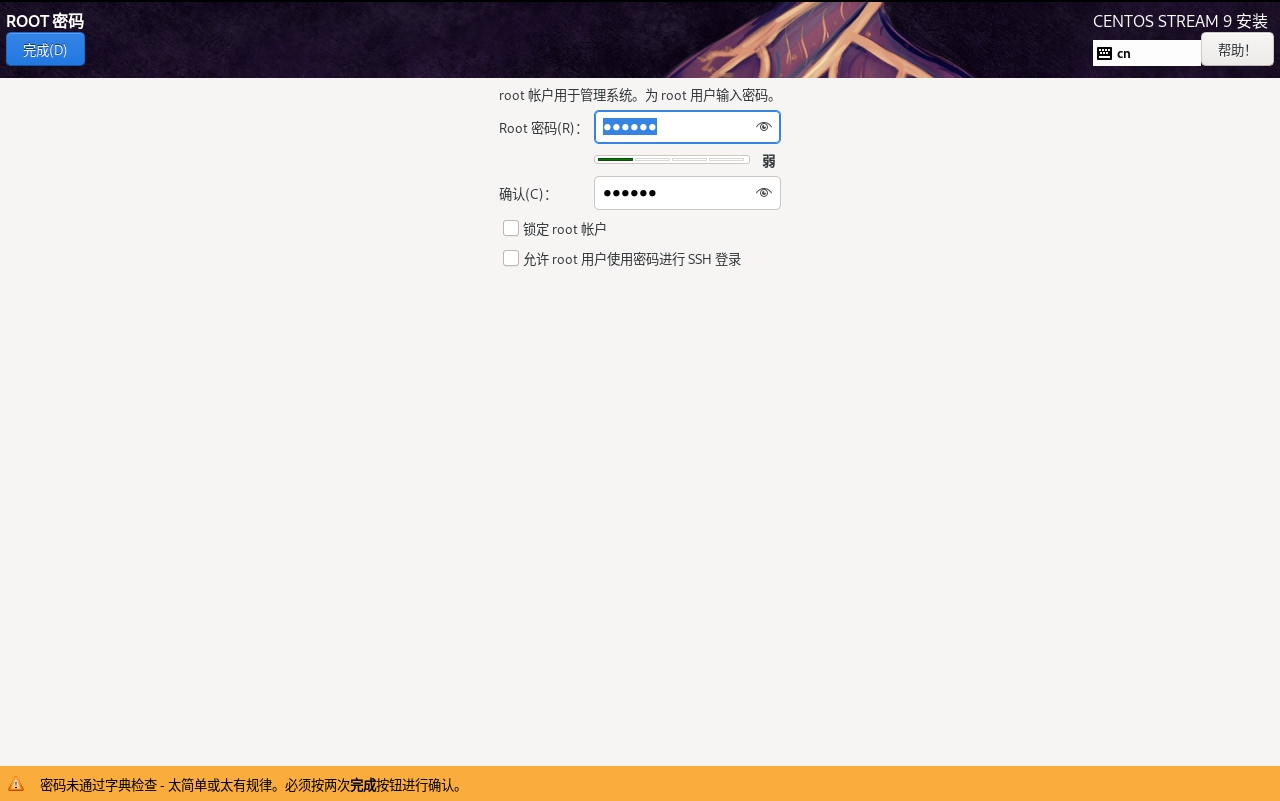 ROOT 密码
CENTOS STREAM 9 安装
完成(D)
cn
帮助！
root 帐户用于管理系统。为 root 用户输入密码。
Root 密码(R)：
●●●●●●
弱
确认(C)：
●●●●●●
锁定 root 帐户
允许 root 用户使用密码进行 SSH 登录
密码未通过字典检查 - 太简单或太有规律。必须按两次完成按钮进行确认。